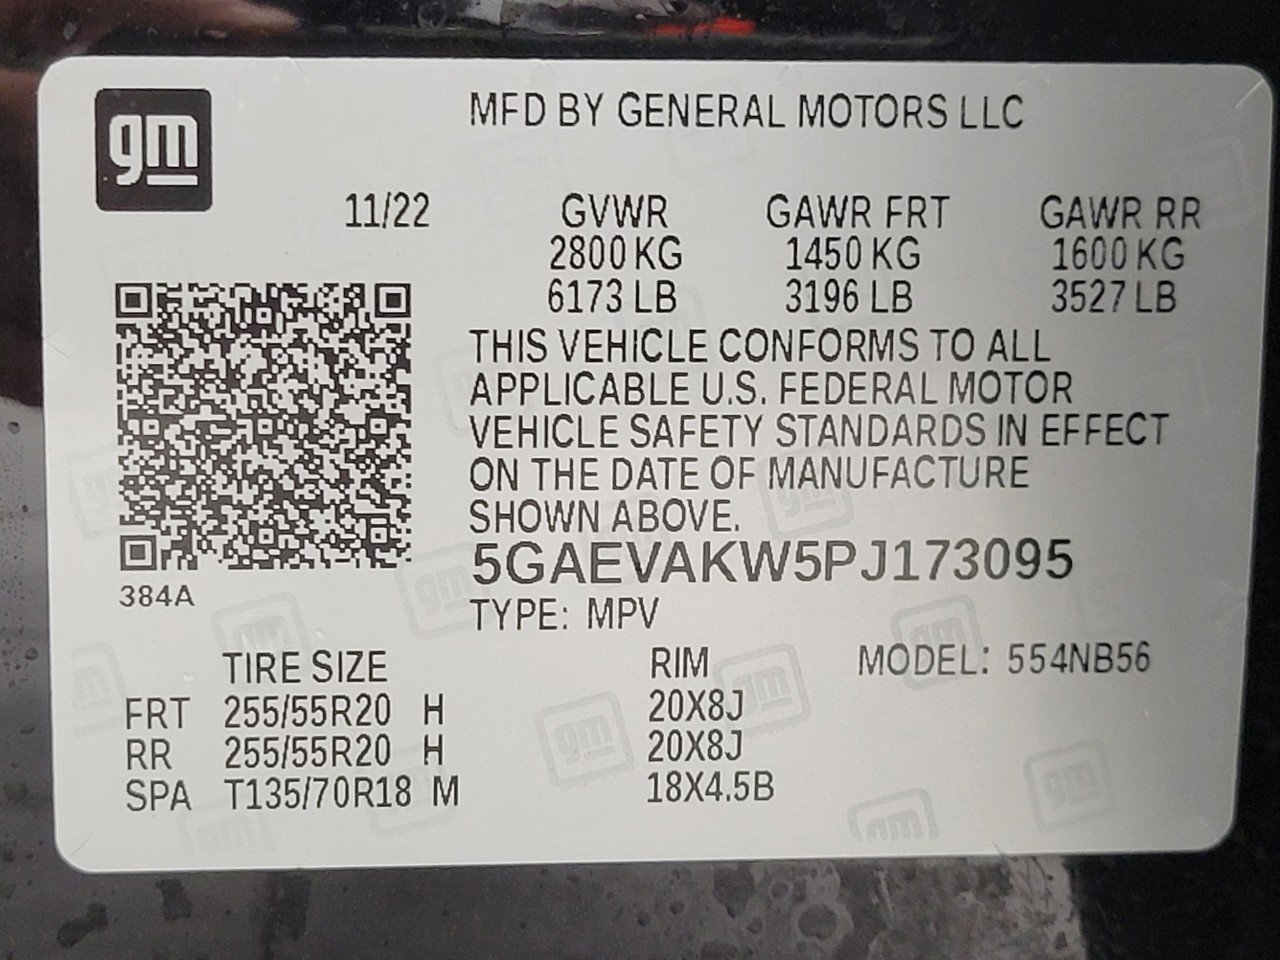 gm
MFD BY GENERAL MOTORS LLC
11/22 GVWR GAWR FRT GAWR RR
2800 KG 1450 KG 1600 KG
6173 LB 3196 LB 3527 LB
THIS VEHICLE CONFORMS TO ALL
APPLICABLE U.S. FEDERAL MOTOR
VEHICLE SAFETY STANDARDS IN EFFECT
ON THE DATE OF MANUFACTURE
SHOWN ABOVE.
5GAEVAKW5PJ173095
384A
TYPE: MPV
TIRE SIZE RIM MODEL: 554NB56
FRT 255/55R20 H 20X8J
RR 255/55R20 H 20X8J
SPA T135/70R18 M 18X4.5B